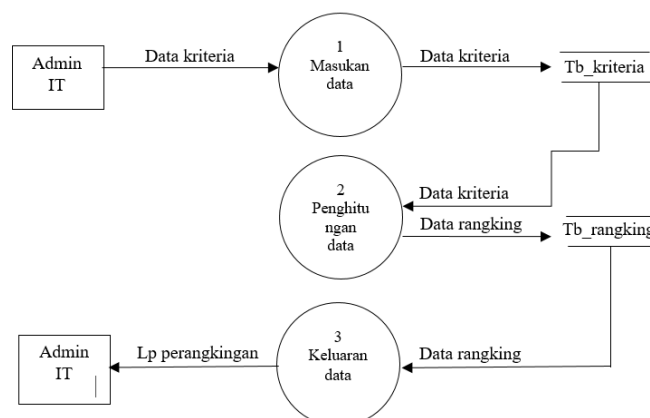 Admin
IT
Data kriteria
1
Masukan
data
Data kriteria
Tb_kriteria
2
Penghitu
ngan
data
Data kriteria
Data rangking
Tb_rangking
Admin
IT
Lp perangkingan
3
Keluaran
data
Data rangking